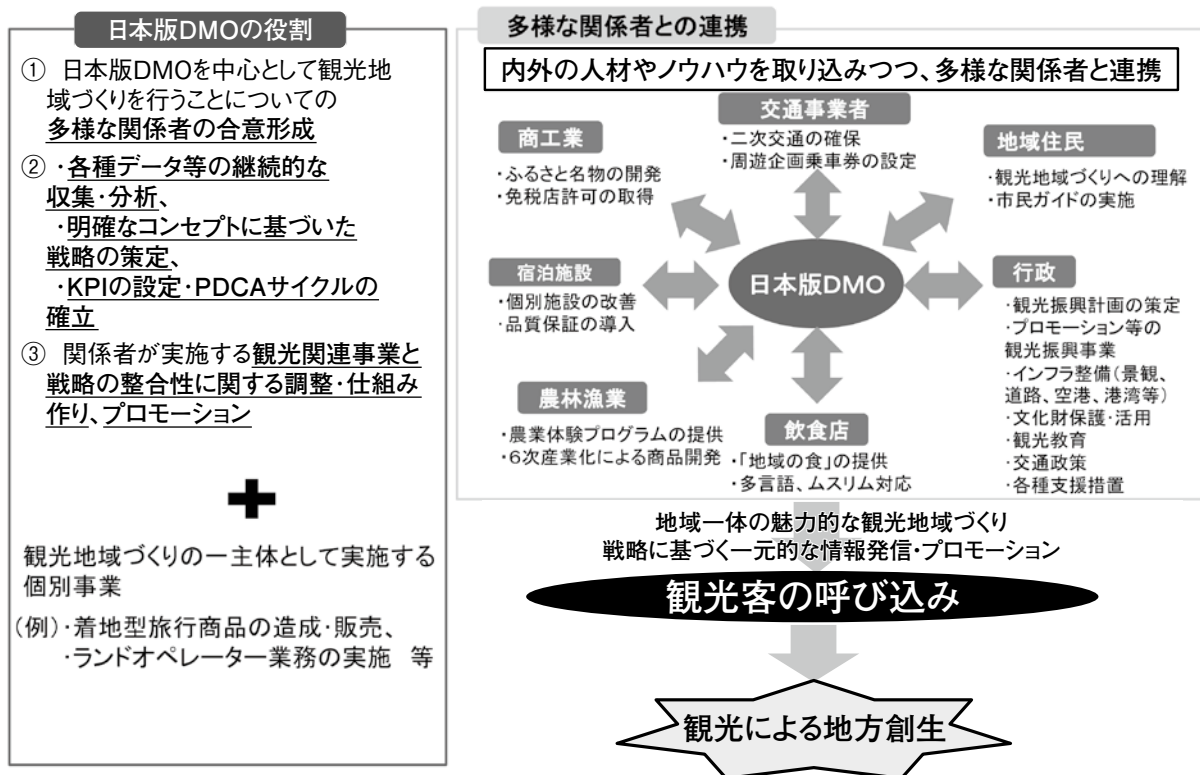 日本版DMOの役割
① 日本版DMOを中心として観光地
域づくりを行うことについての
多様な関係者の合意形成
② ・各種データ等の継続的な
収集・分析、
・明確なコンセプトに基づいた
戦略の策定、
・KPIの設定・PDCAサイクルの
確立
③ 関係者が実施する観光関連事業と
戦略の整合性に関する調整・仕組み
作り、プロモーション
+
観光地域づくりの一主体として実施する
個別事業
(例)・着地型旅行商品の造成・販売、
・ランドオペレーター業務の実施 等
多様な関係者との連携
内外の人材やノウハウを取り込みつつ、多様な関係者と連携
交通事業者
・二次交通の確保
・周遊企画乗車券の設定
商工業
・ふるさと名物の開発
・免税店許可の取得
地域住民
・観光地域づくりへの理解
・市民ガイドの実施
宿泊施設
・個別施設の改善
・品質保証の導入
日本版DMO
行政
・観光振興計画の策定
・プロモーション等の
観光振興事業
・インフラ整備(景観、
道路、空港、港湾等)
・文化財保護・活用
・観光教育
・交通政策
・各種支援措置
農林漁業
・農業体験プログラムの提供
・6次産業化による商品開発
飲食店
・「地域の食」の提供
・多言語、ムスリム対応
地域一体の魅力的な観光地域づくり
戦略に基づく一元的な情報発信・プロモーション
観光客の呼び込み
観光による地方創生